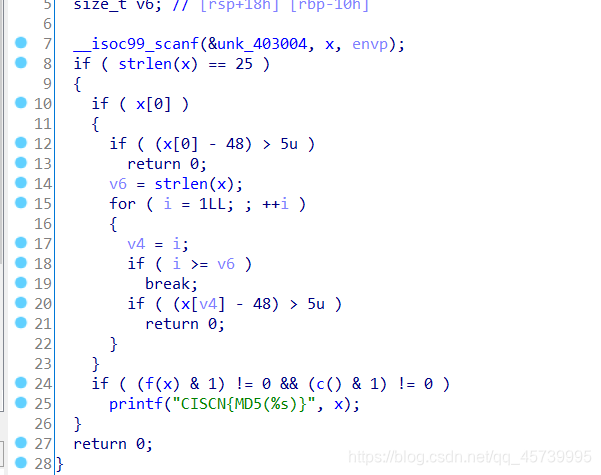 5 size_t v6; // [rsp+18h] [rbp-10h]
6
7 __isoc99_scanf(&unk_403004, x, envp);
8 if ( strlen(x) == 25 )
9 {
10 if ( x[0] )
11 {
12 if ( (x[0] - 48) > 5u )
13 return 0;
14 v6 = strlen(x);
15 for ( i = 1LL; ; ++i )
16 {
17 v4 = i;
18 if ( i >= v6 )
19 break;
20 if ( (x[v4] - 48) > 5u )
21 return 0;
22 }
23 }
24 if ( (f(x) & 1) != 0 && (c() & 1) != 0 )
25 printf("CISCN{MD5(%s)}", x);
26 }
27 return 0;
28 }
https://blog.csdn.net/qq_45739995